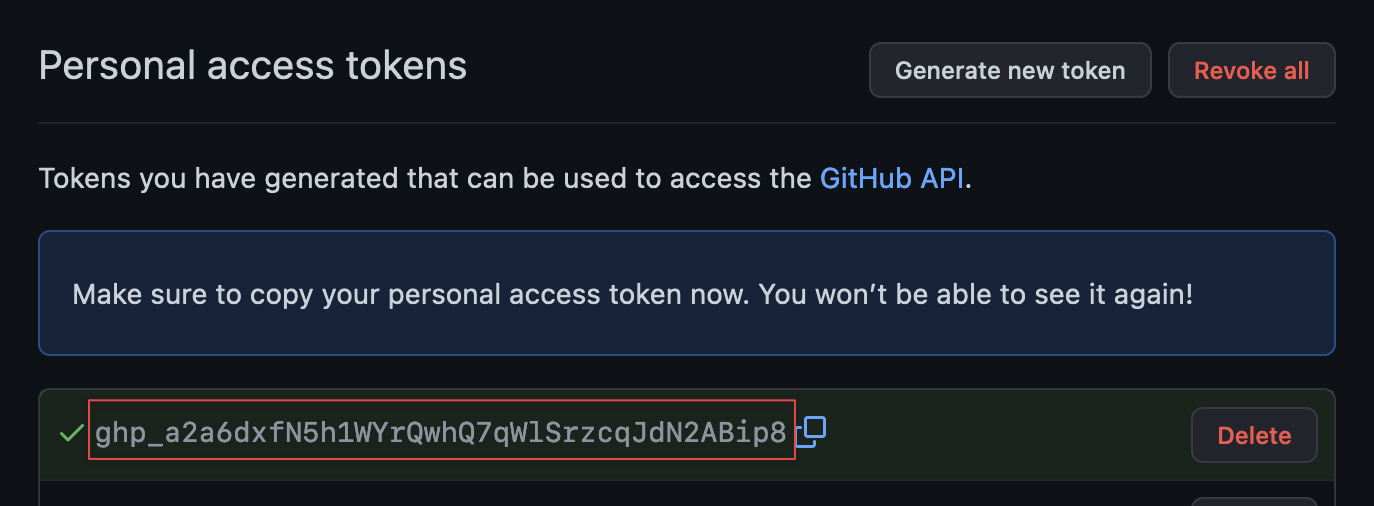 Personal access tokens
Generate new token
Revoke all
Tokens you have generated that can be used to access the GitHub API.
Make sure to copy your personal access token now. You won’t be able to see it again!
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
Delete